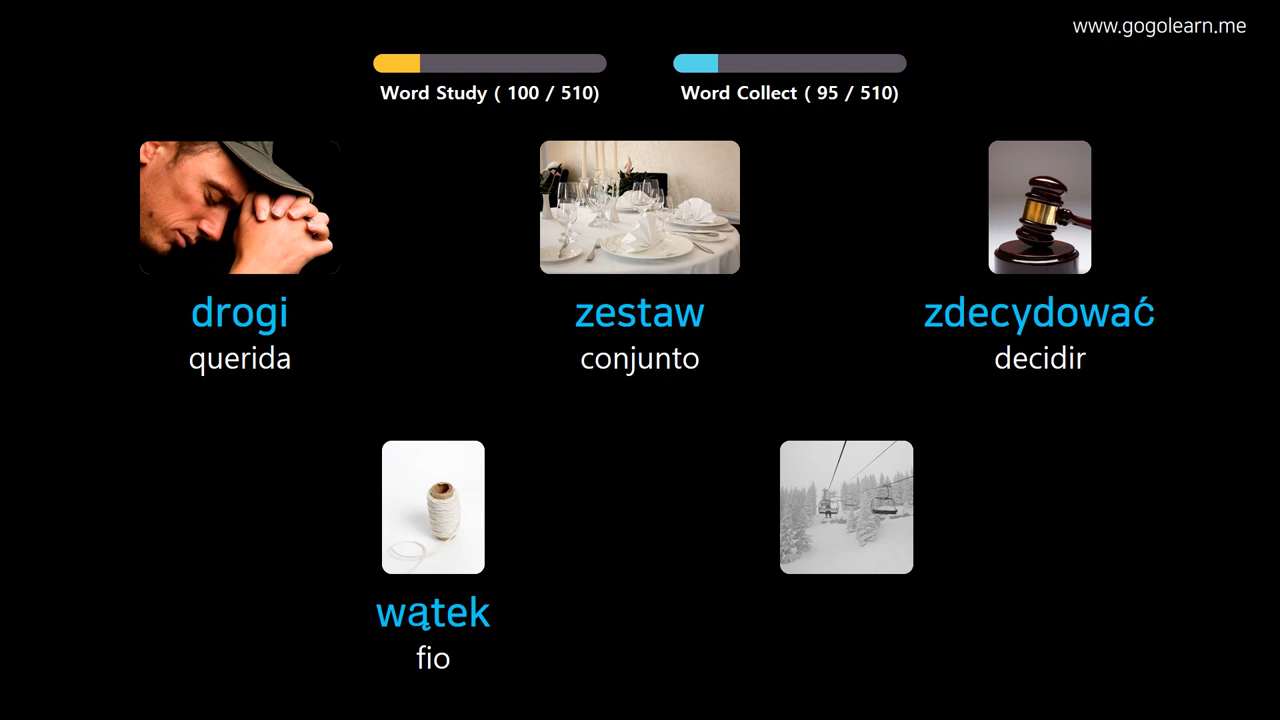 www.gogolearn.me
Word Study ( 100 / 510)
Word Collect ( 95 / 510)
drogi
querida
zestaw
conjunto
zdecydować
decidir
wątek
fio